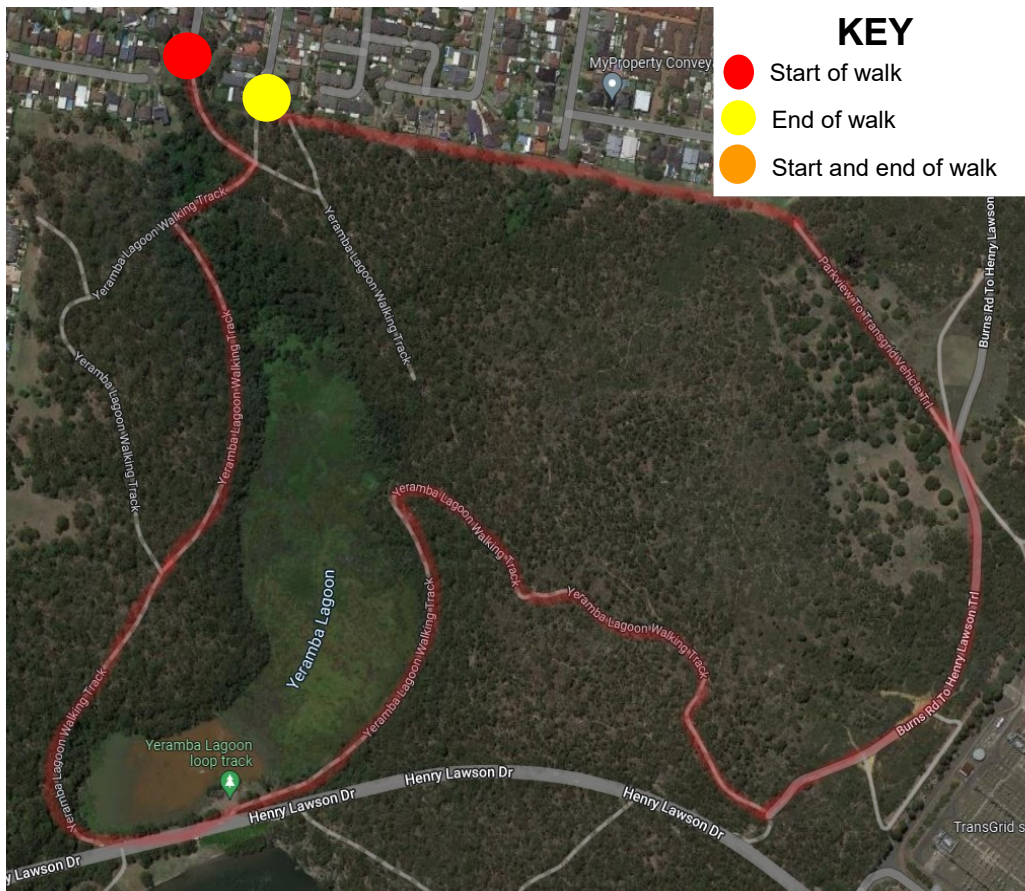 KEY
Start of walk
End of walk
Start and end of walk
MyProperty Convey
Yeramba Lagoon Walking Track
Yeramba Lagoon Walking Track
Yeramba Lagoon Walking Track
Yeramba Lagoon Walking Track
Parkview To Transgrid Vehicle Trl
Burns Rd To Henry Lawson
Yeramba Lagoon Walking Track
Yeramba Lagoon Walking Track
Yeramba Lagoon
Yeramba Lagoon Walking Track
Yeramba Lagoon Walking Track
Burns Rd To Henry Lawson Trl
Yeramba Lagoon
loop track
Henry Lawson Dr
Henry Lawson Dr
Henry Lawson Dr
TransGrid s
y Lawson Dr